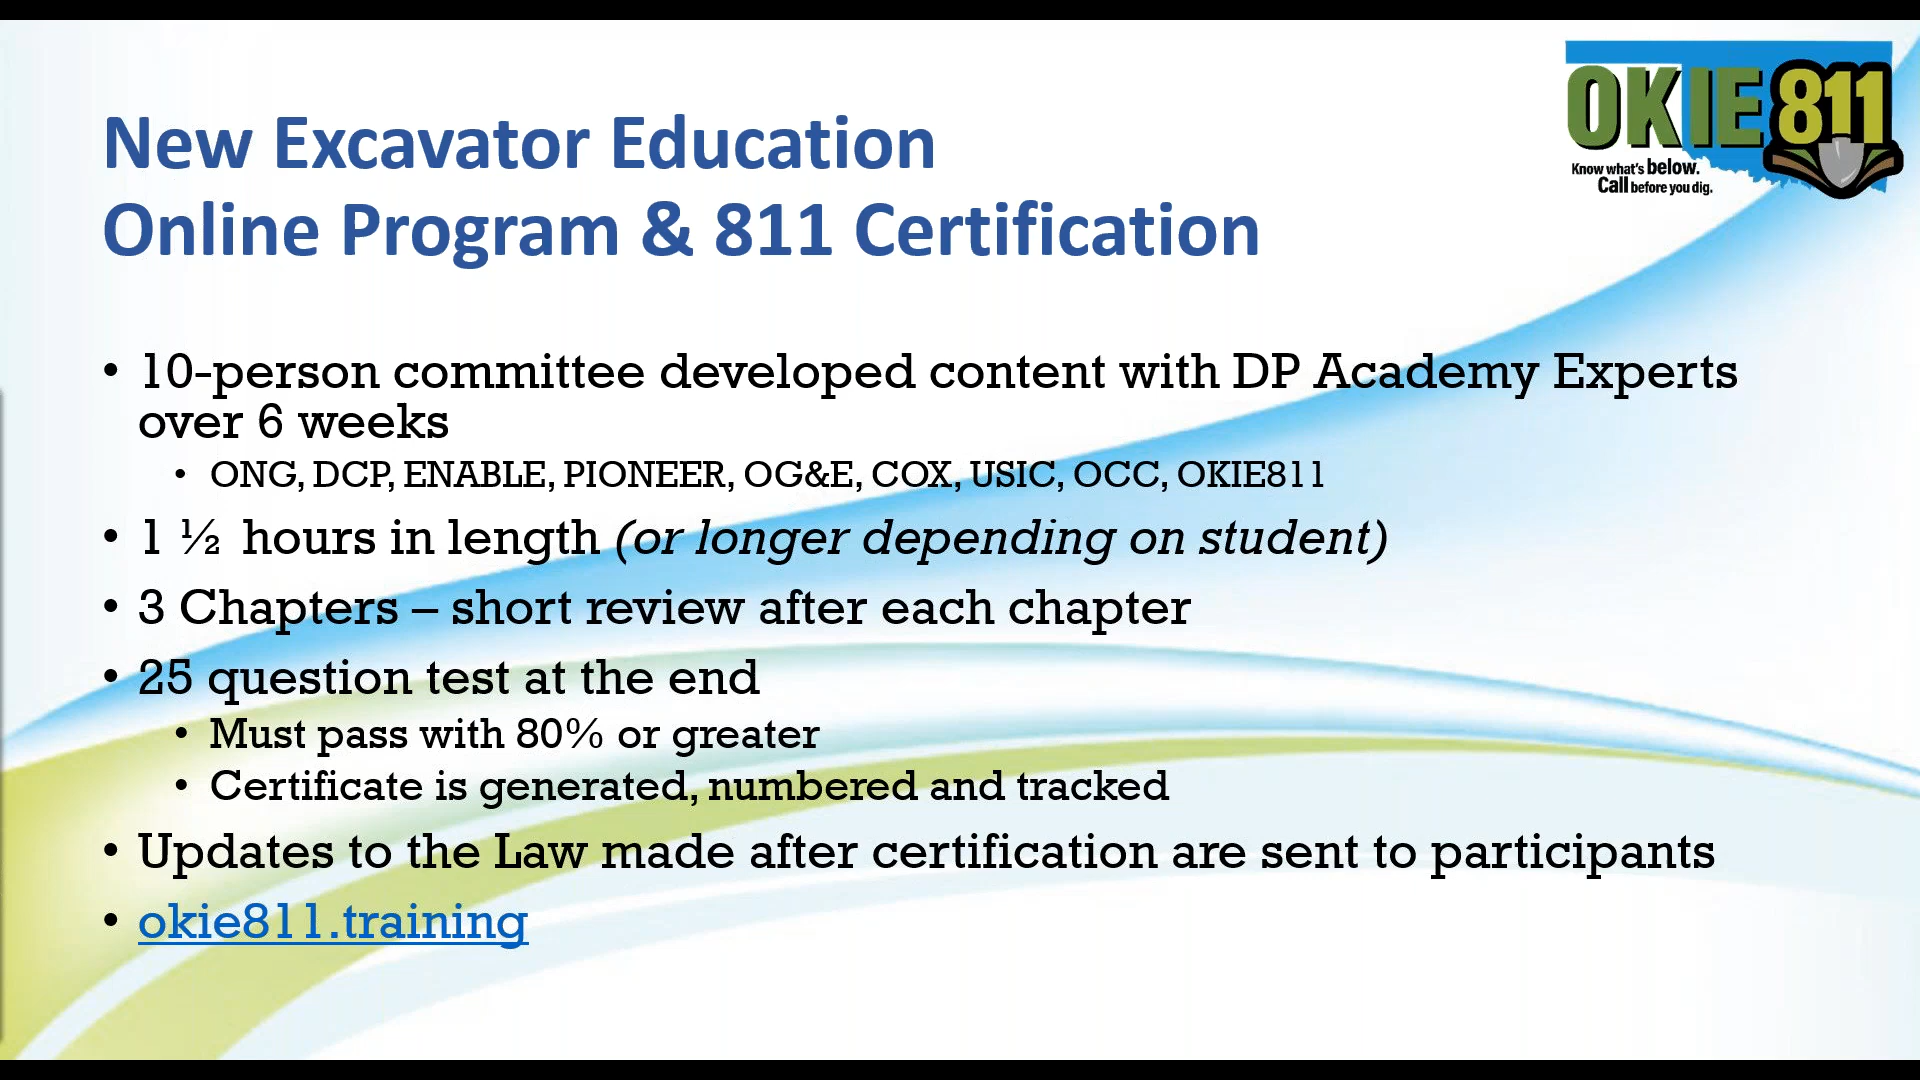 OKIE811
Know what's below.
Call before you dig.
New Excavator Education
Online Program & 811 Certification
• 10-person committee developed content with DP Academy Experts
over 6 weeks
• ONG, DCP, ENABLE, PIONEER, OG&E, COX, USIC, OCC, OKIE811
• 1 ½ hours in length (or longer depending on student)
• 3 Chapters – short review after each chapter
• 25 question test at the end
• Must pass with 80% or greater
• Certificate is generated, numbered and tracked
• Updates to the Law made after certification are sent to participants
• okie811.training